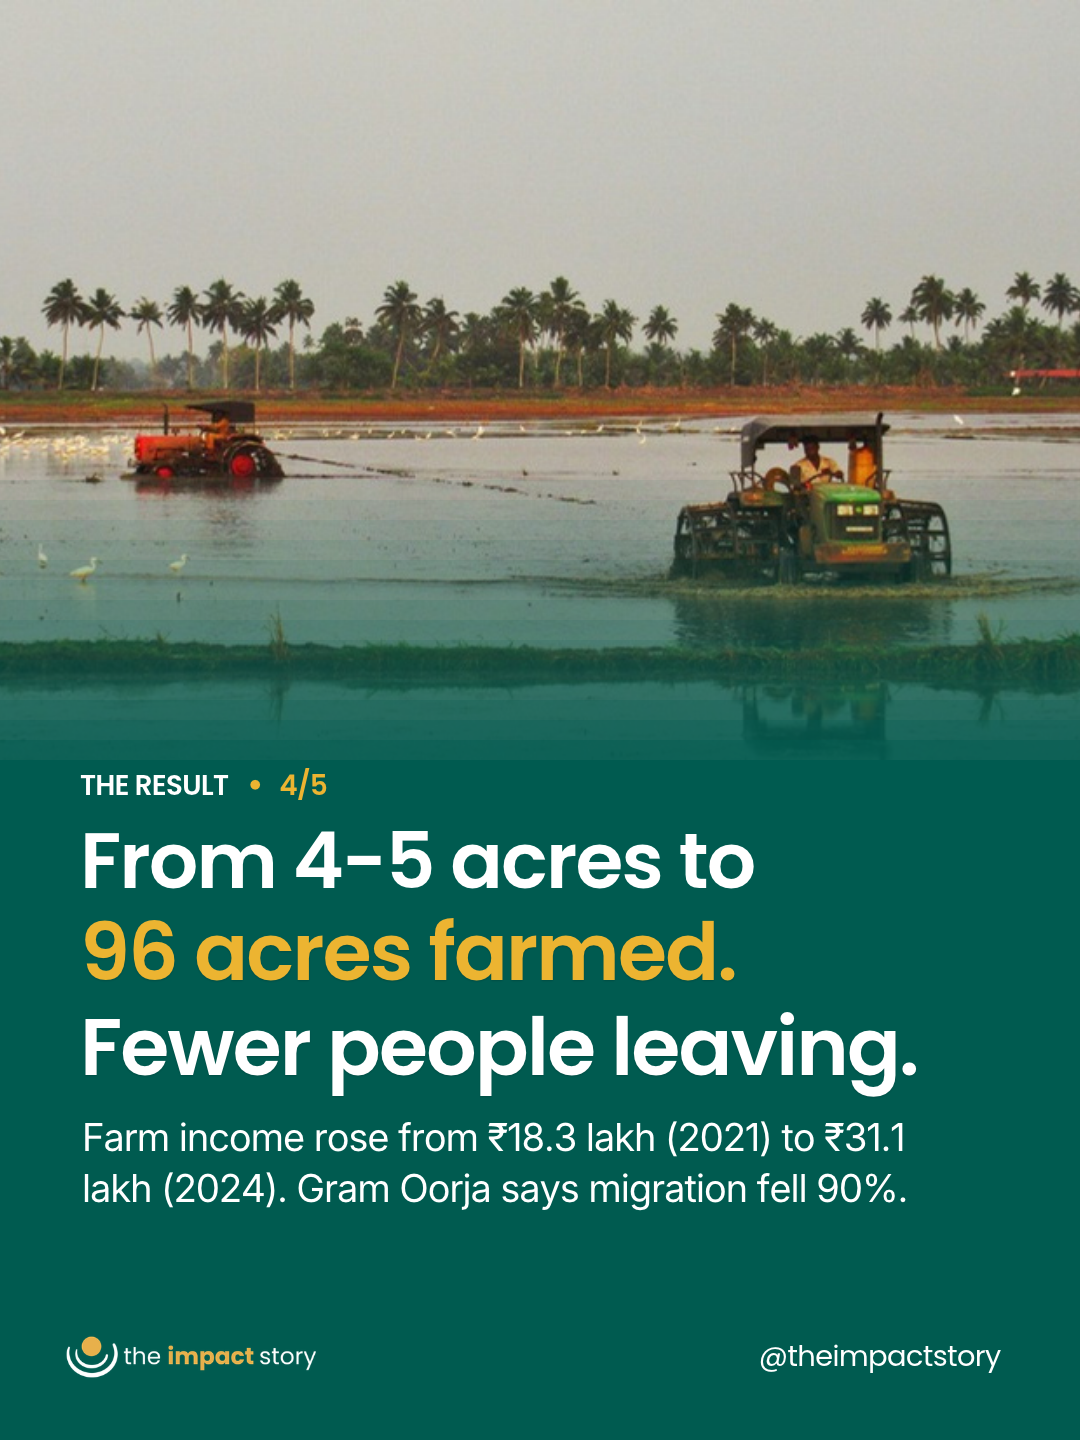 THE RESULT • 4/5
From 4-5 acres to
96 acres farmed.
Fewer people leaving.
Farm income rose from ₹18.3 lakh (2021) to ₹31.1
lakh (2024). Gram Oorja says migration fell 90%.
the impact story
@theimpactstory